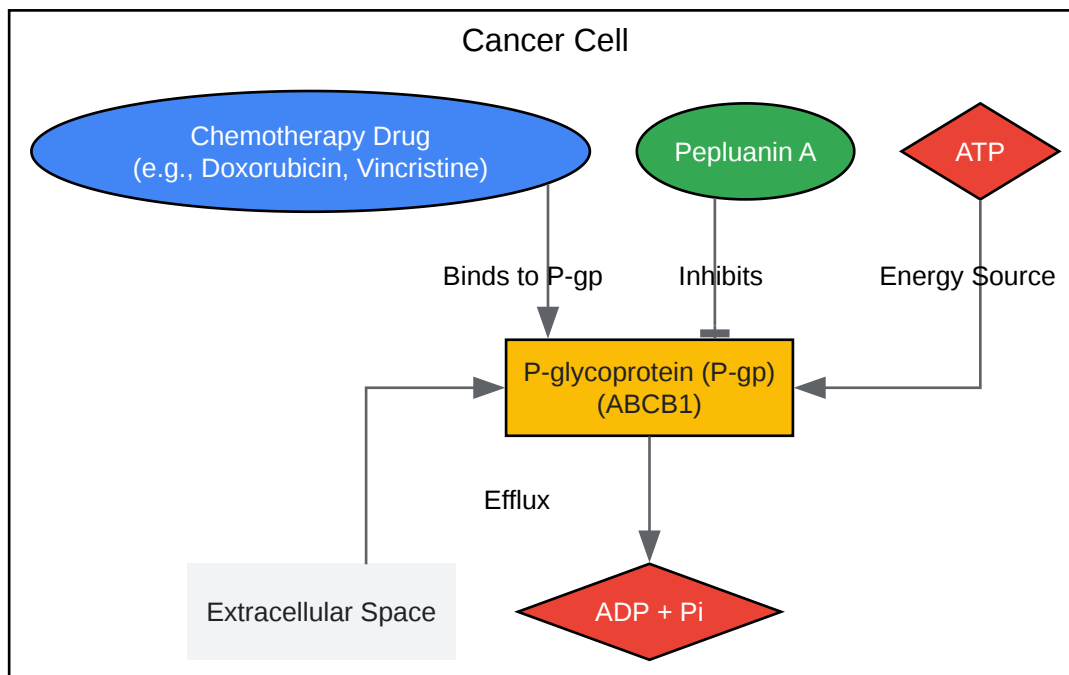 Cancer Cell
Chemotherapy Drug
(e.g., Doxorubicin, Vincristine)
Pepluanin A
ATP
Binds to P-gp
Inhibits
Energy Source
P-glycoprotein (P-gp)
(ABCB1)
Efflux
Extracellular Space
ADP + Pi